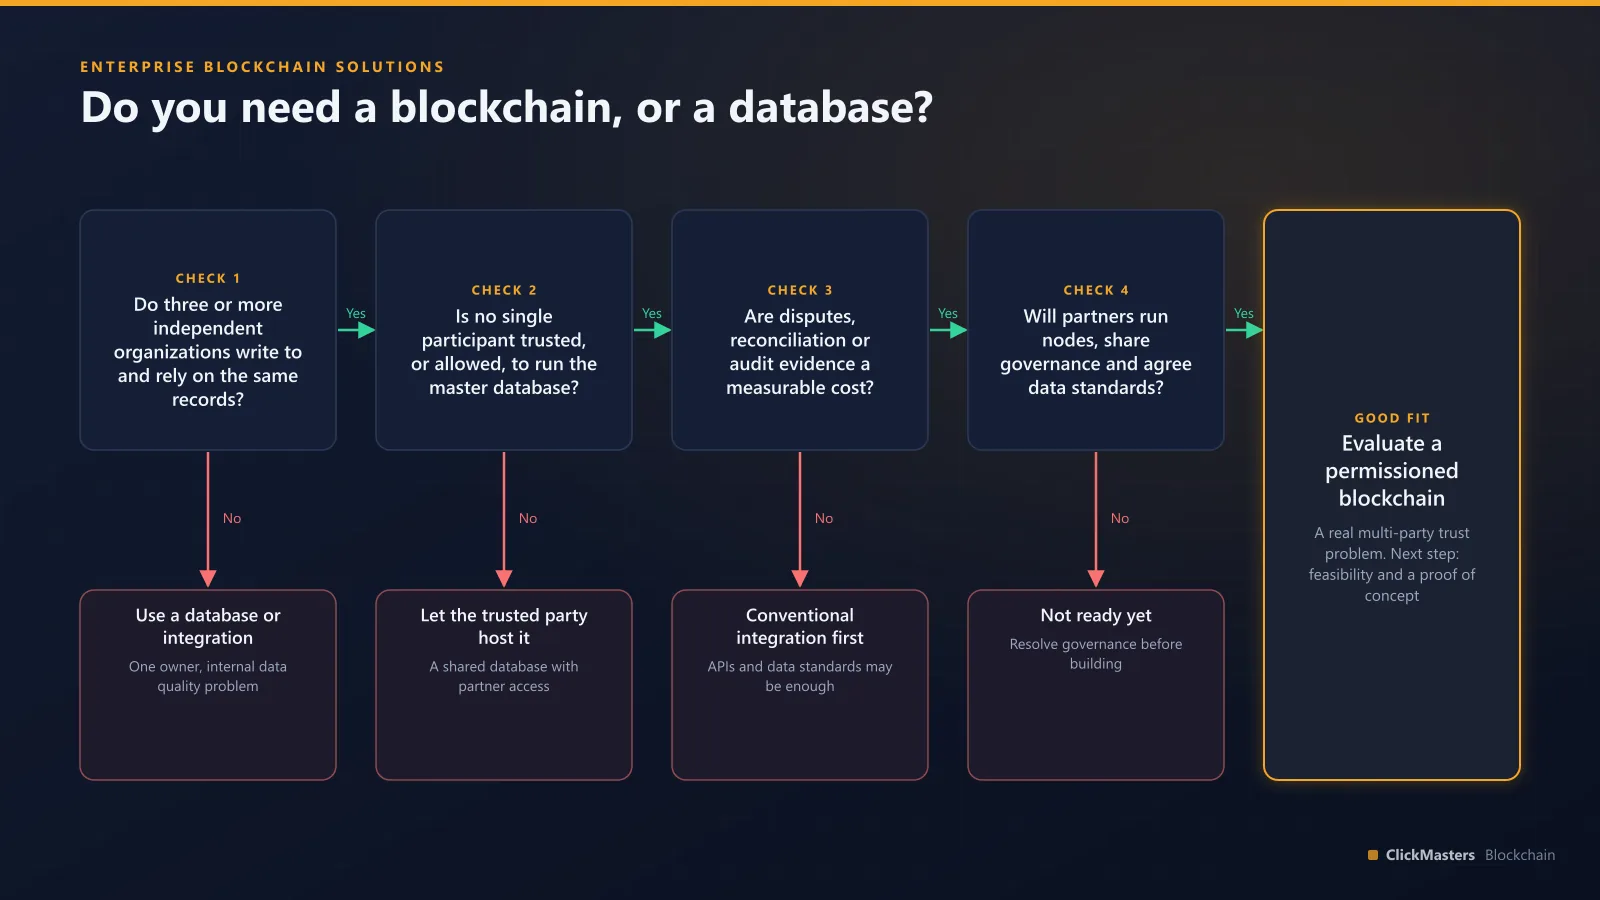 ENTERPRISE BLOCKCHAIN SOLUTIONS
Do you need a blockchain, or a database?
CHECK 1
Do three or more
independent
organizations write to
and rely on the same
records?
Yes
CHECK 2
Is no single
participant trusted,
or allowed, to run the
master database?
Yes
CHECK 3
Are disputes,
reconciliation or
audit evidence a
measurable cost?
Yes
CHECK 4
Will partners run
nodes, share
governance and agree
data standards?
Yes
GOOD FIT
Evaluate a
permissioned
blockchain
A real multi-party trust
problem. Next step:
feasibility and a proof of
concept
No
No
No
No
Use a database or
integration
One owner, internal data
quality problem
Let the trusted party
host it
A shared database with
partner access
Conventional
integration first
APIs and data standards may
be enough
Not ready yet
Resolve governance before
building
ClickMasters Blockchain